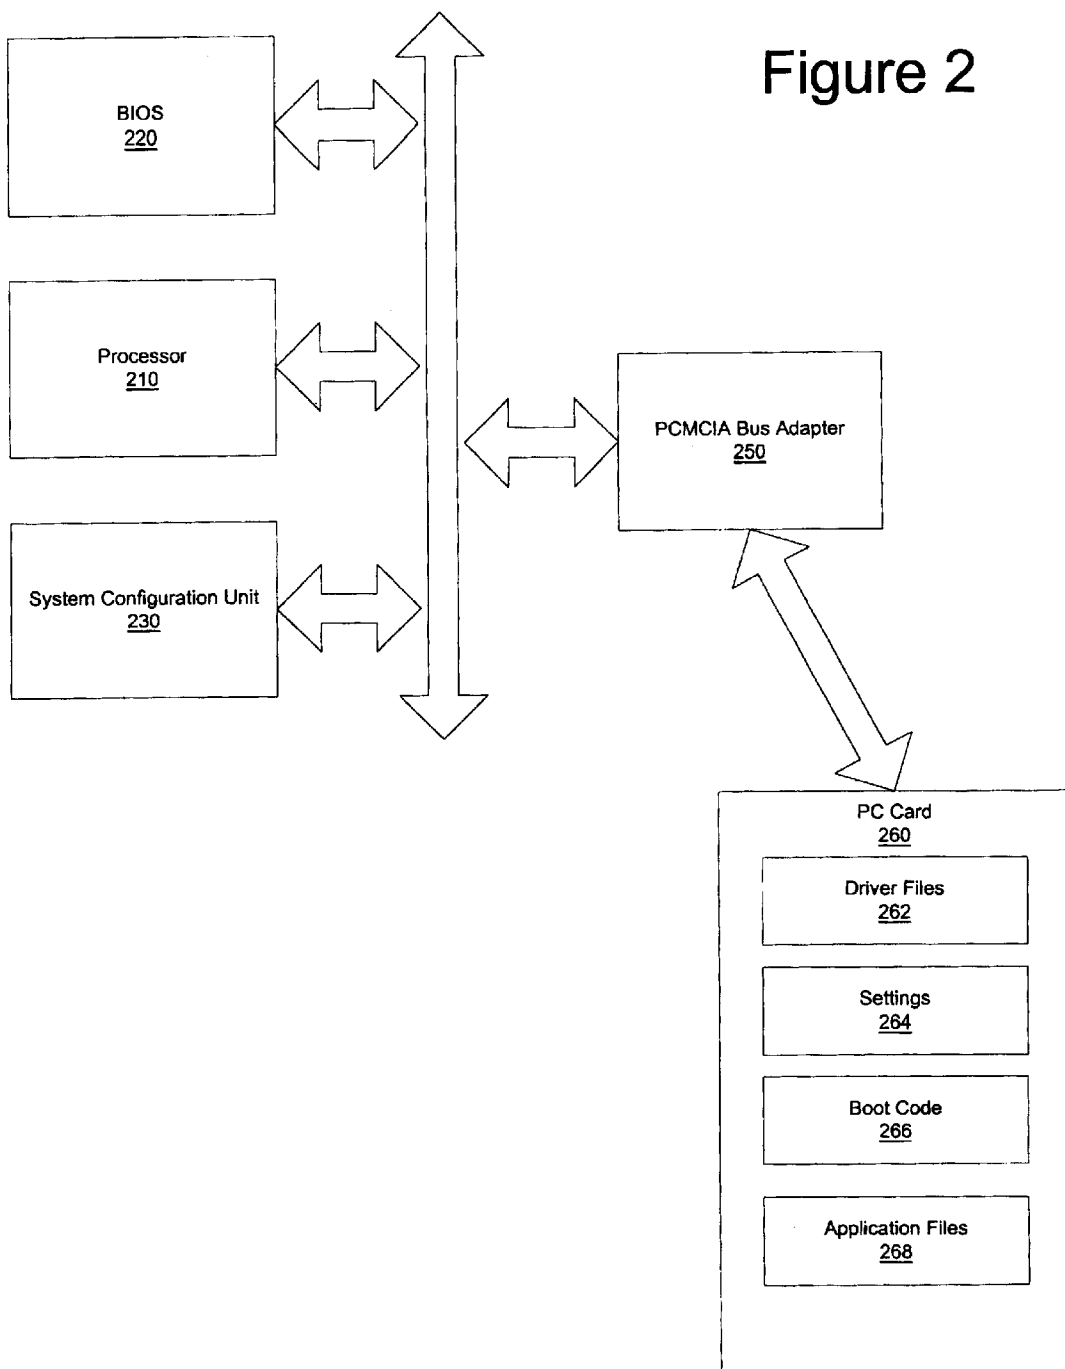 Figure 2
BIOS
220
Processor
210
System Configuration Unit
230
PCMCIA Bus Adapter
250
PC Card
260
Driver Files
262
Settings
264
Boot Code
266
Application Files
268